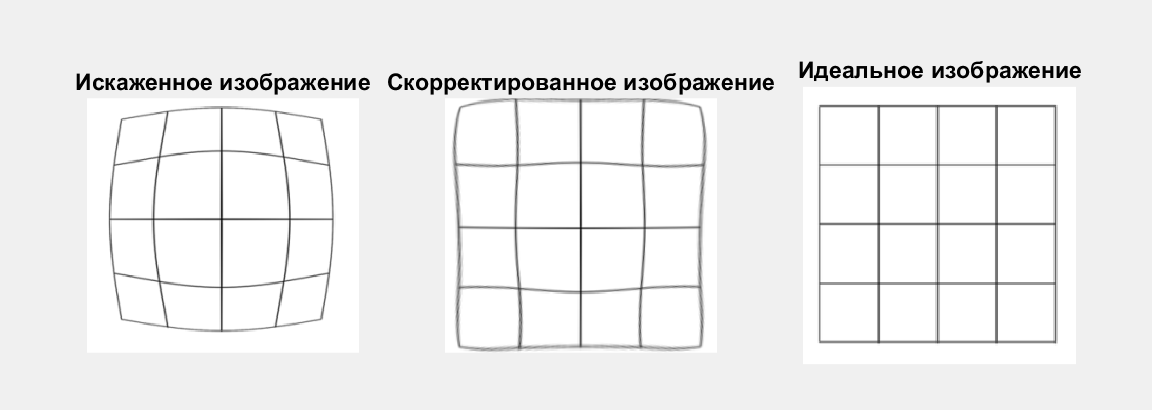 Искаженное изображение
Скорректированное изображение
Идеальное изображение